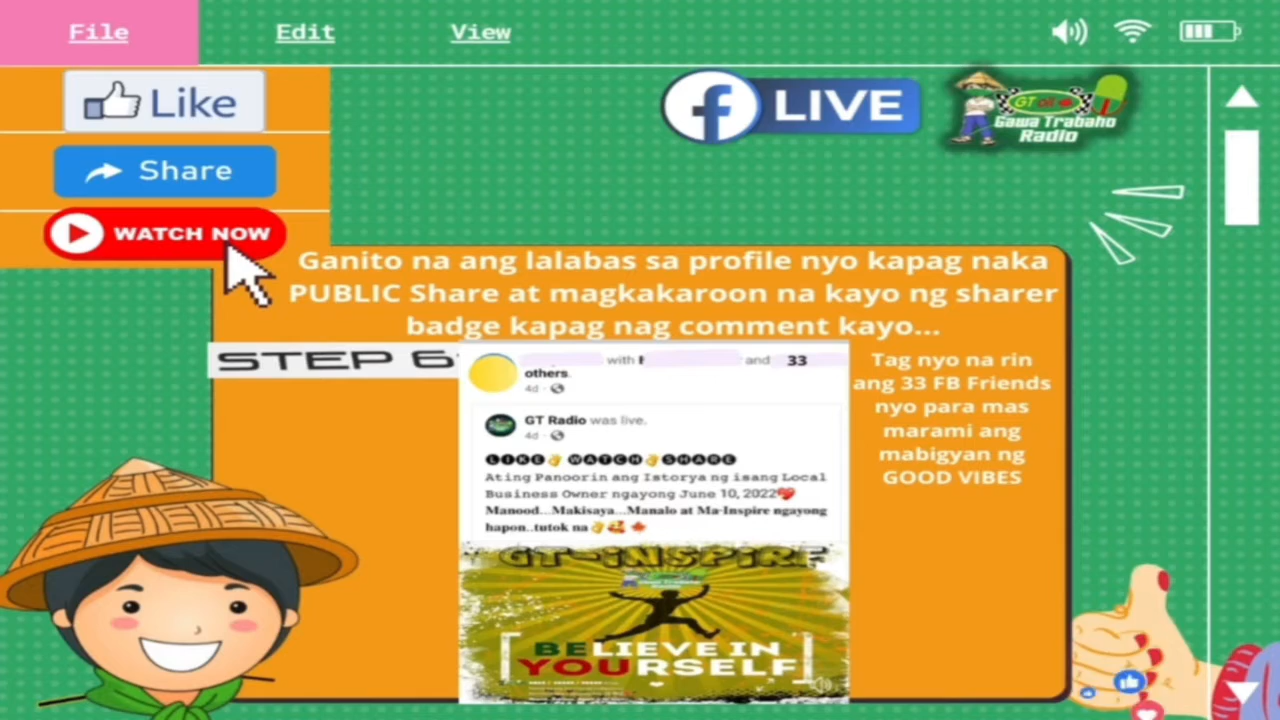 File Edit View
Like
Share
WATCH NOW
f LIVE
GT
Gawa Trabaho
Radio
Ganito na ang lalabas sa profile nyo kapag naka
PUBLIC Share at magkakaroon na kayo ng sharer
badge kapag nag comment kayo...
STEP 6
with and 33
others.
4d ·
GT Radio was live.
4d ·
🅛🅘🅚🅔✌ 🅦🅐🅣🅒🅗✌🅢🅗🅐🅡🅔
Ating Panoorin ang Istorya ng isang Local
Business Owner ngayong June 10, 2022💖
Manood...Makisaya...Manalo at Ma-Inspire ngayong
hapon..tutok na✌🥰🍁
GT-iNSPiRE
BELIEVE IN
YOURSELF
Tag nyo na rin
ang 33 FB Friends
nyo para mas
marami ang
mabigyan ng
GOOD VIBES